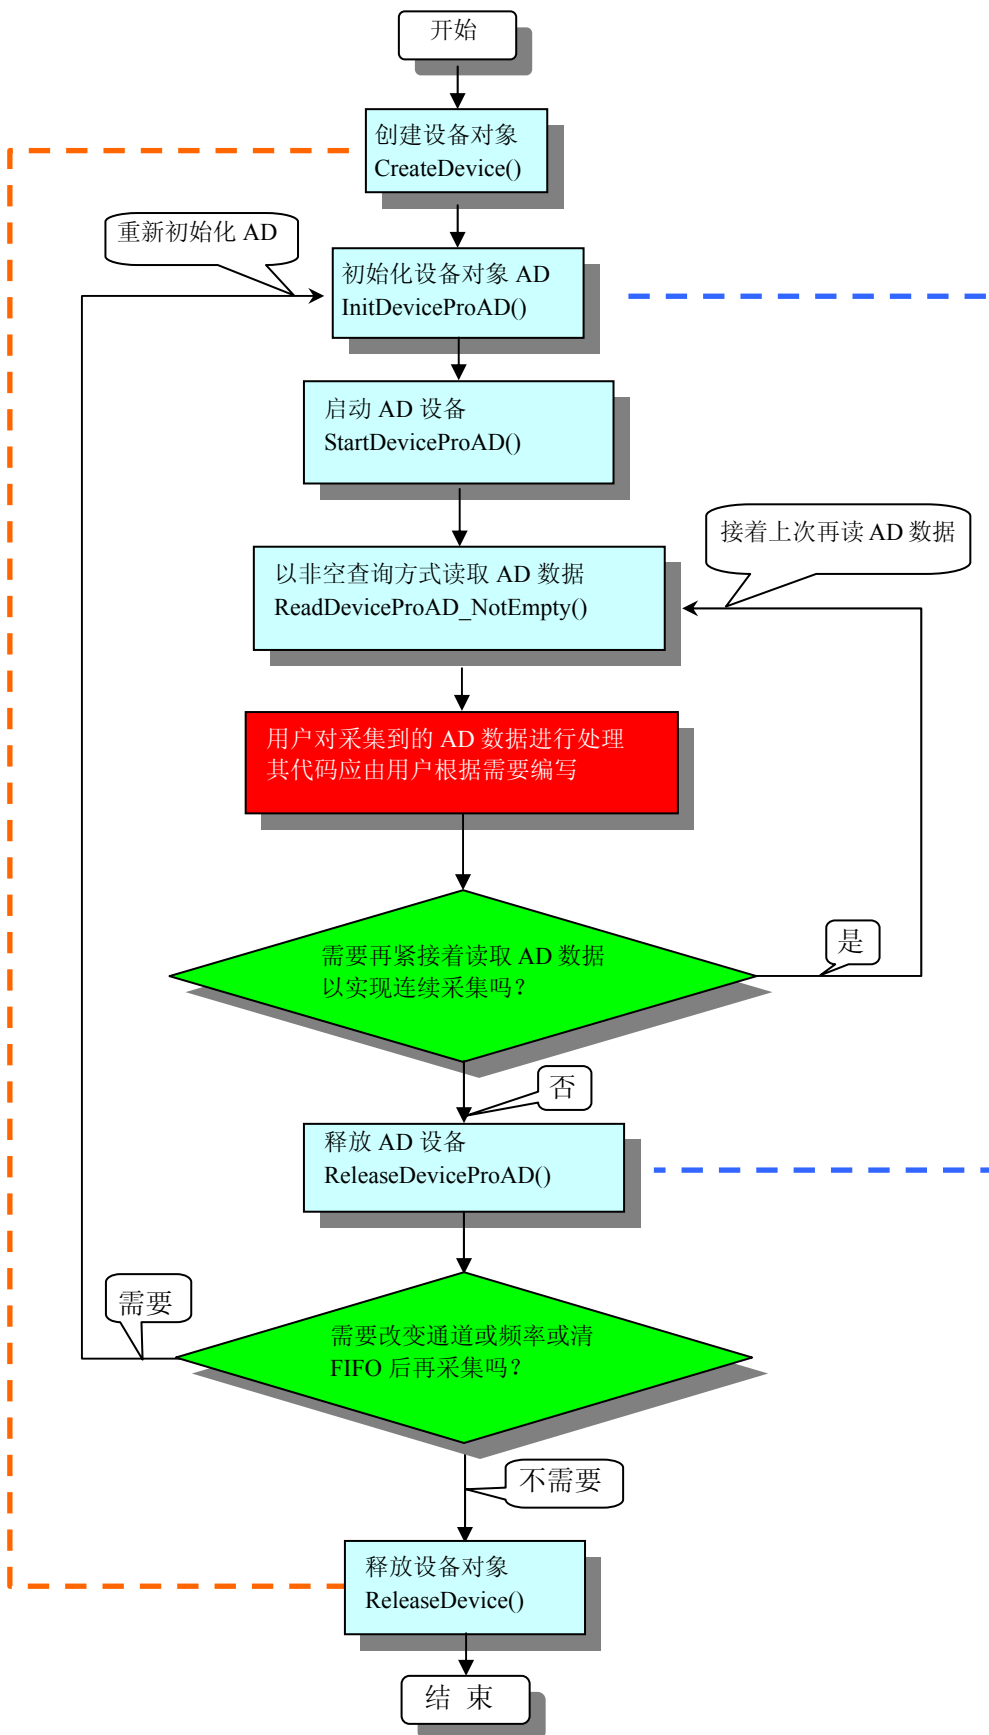 开始
创建设备对象
CreateDevice()
重新初始化 AD
初始化设备对象 AD
InitDeviceProAD()
启动 AD 设备
StartDeviceProAD()
接着上次再读 AD 数据
以非空查询方式读取 AD 数据
ReadDeviceProAD_NotEmpty()
用户对采集到的 AD 数据进行处理
其代码应由用户根据需要编写
需要再紧接着读取 AD 数据
以实现连续采集吗？
是
否
释放 AD 设备
ReleaseDeviceProAD()
需要
需要改变通道或频率或清
FIFO 后再采集吗？
不需要
释放设备对象
ReleaseDevice()
结 束